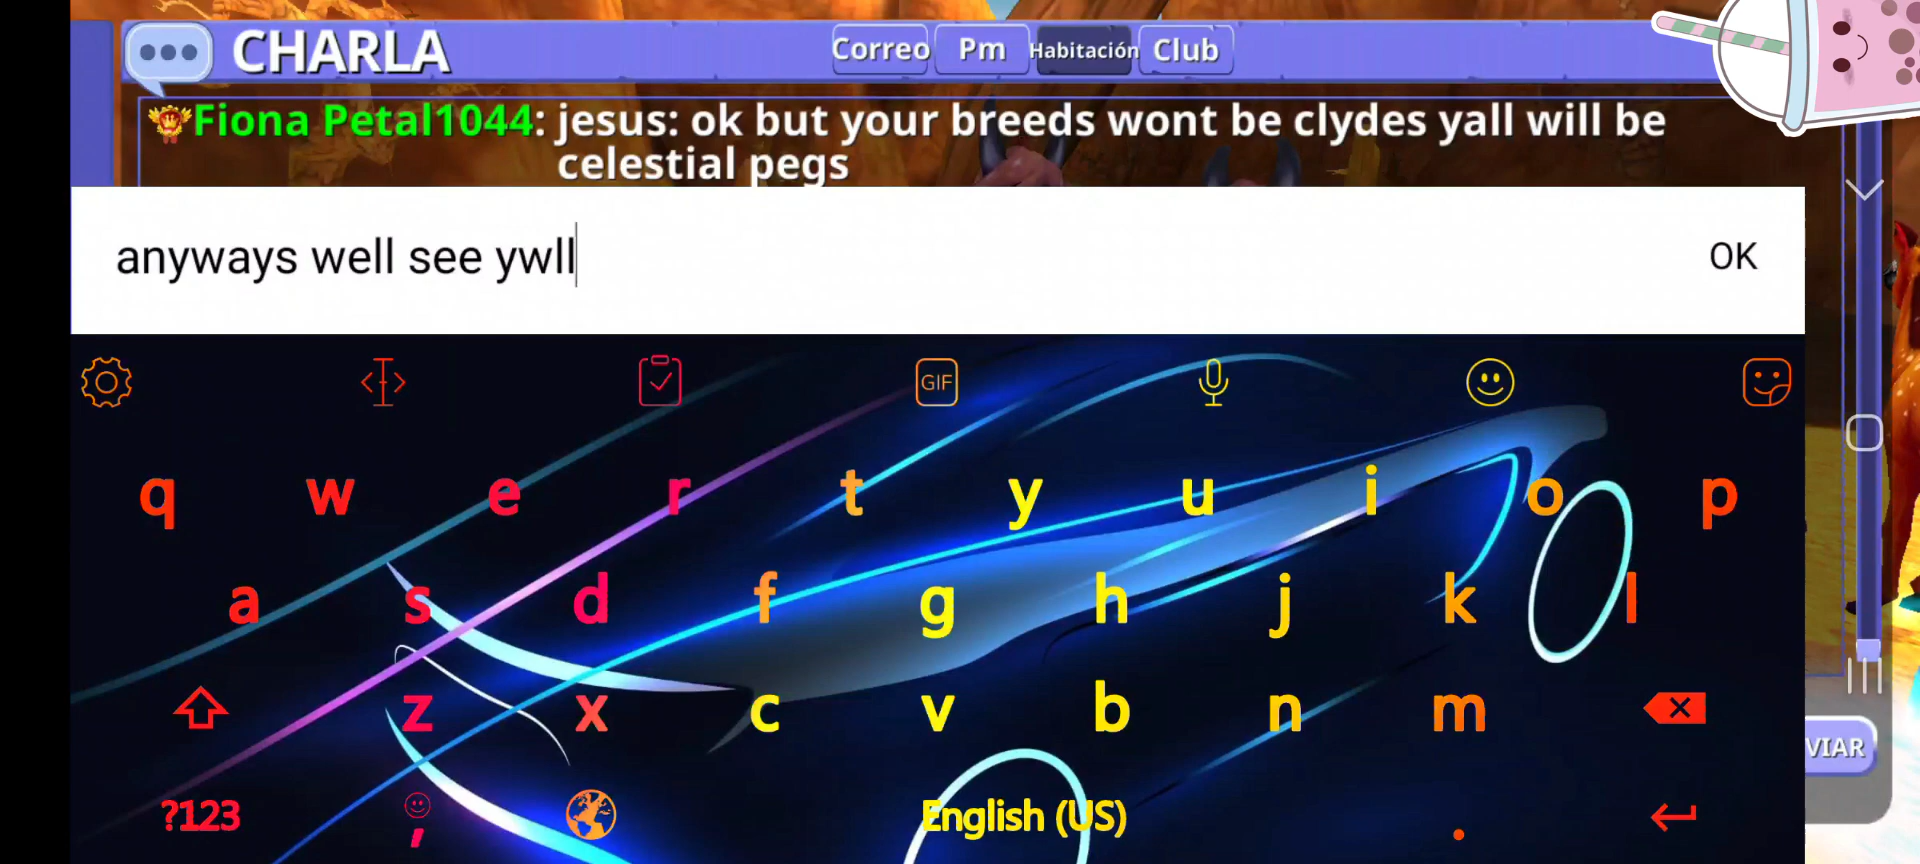 CHARLA
Correo Pm Habitación Club
Fiona Petal1044: jesus: ok but your breeds wont be clydes yall will be
celestial pegs
anyways well see ywll
OK
GIF
q w e r t y u i o p
a s d f g h j k l
z x c v b n m
VIAR
?123 , English (US) .